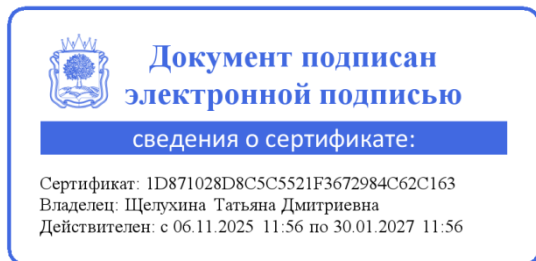 Документ подписан
электронной подписью
сведения о сертификате:
Сертификат: 1D871028D8C5C5521F3672984C62C163
Владелец: Щелухина Татьяна Дмитриевна
Действителен: с 06.11.2025 11:56 по 30.01.2027 11:56